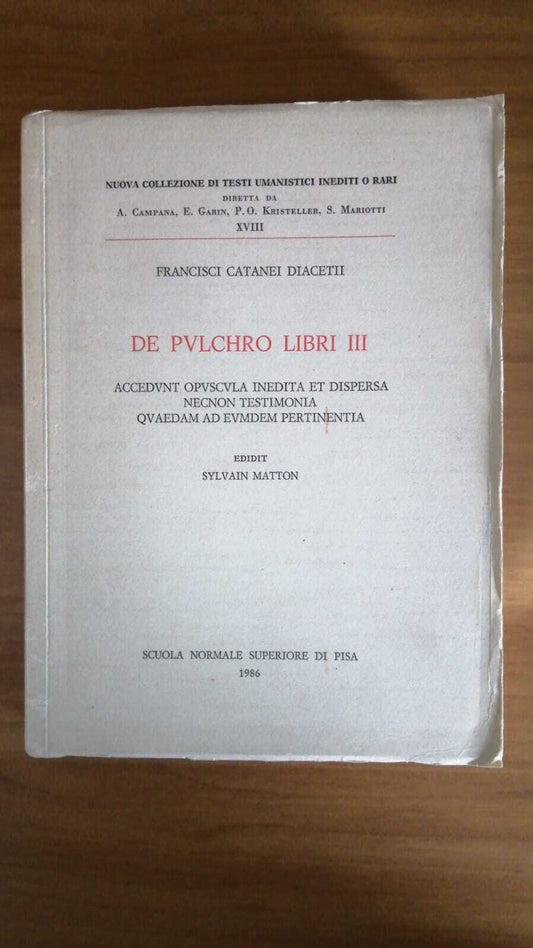 NUOVA COLLEZIONE DI TESTI UMANISTICI INEDITI O RARI
DIRETTA DA
A. CAMPANA, E. GARIN, P. O. KRISTELLER, S. MARIOTTI
XVIII
FRANCISCI CATANEI DIACETII
DE PVLCHRO LIBRI III
ACCEDVNT OPVSCVLA INEDITA ET DISPERSA
NECNON TESTIMONIA
QVAEDAM AD EVMDEM PERTINENTIA
EDIDIT
SYLVAIN MATTON
SCUOLA NORMALE SUPERIORE DI PISA
1986